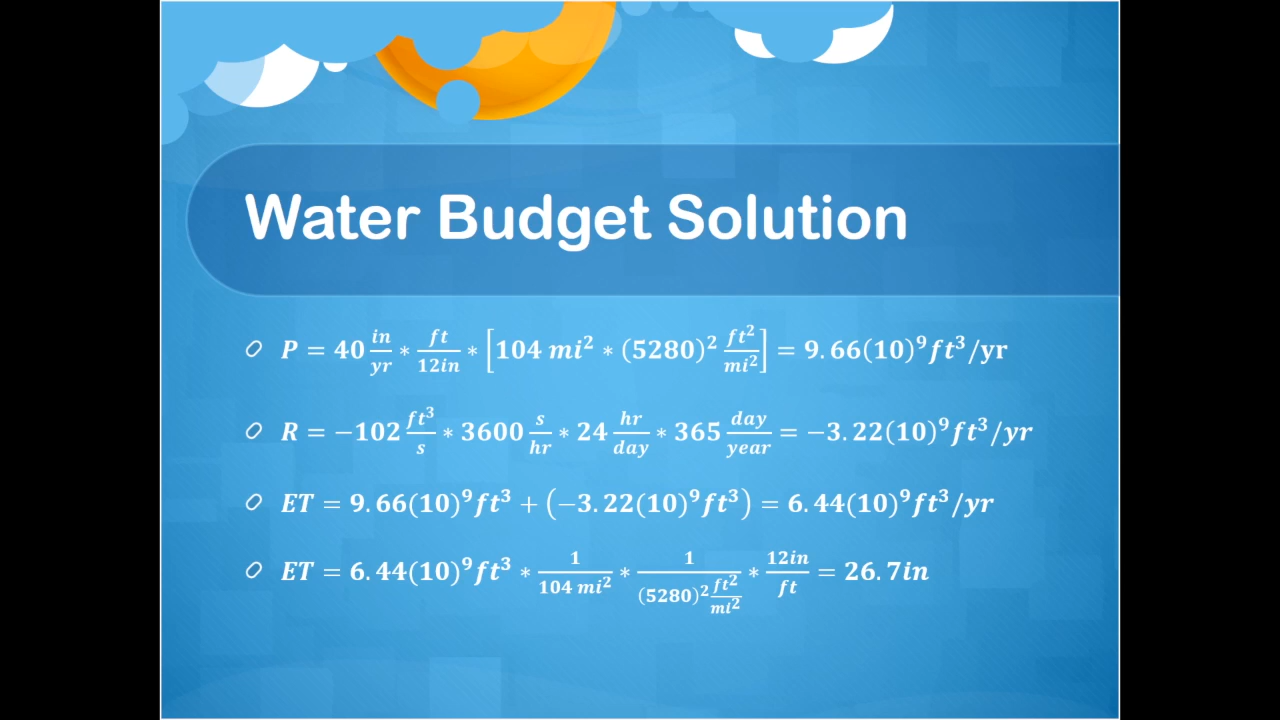 Water Budget Solution
P = 40 in/yr * ft/12in * [104 mi² * (5280)² ft²/mi²] = 9.66(10)⁹ft³/yr
R = −102 ft³/s * 3600 s/hr * 24 hr/day * 365 day/year = −3.22(10)⁹ft³/yr
ET = 9.66(10)⁹ft³ + (−3.22(10)⁹ft³) = 6.44(10)⁹ft³/yr
ET = 6.44(10)⁹ft³ * 1/104 mi² * 1/(5280)² ft²/mi² * 12in/ft = 26.7in